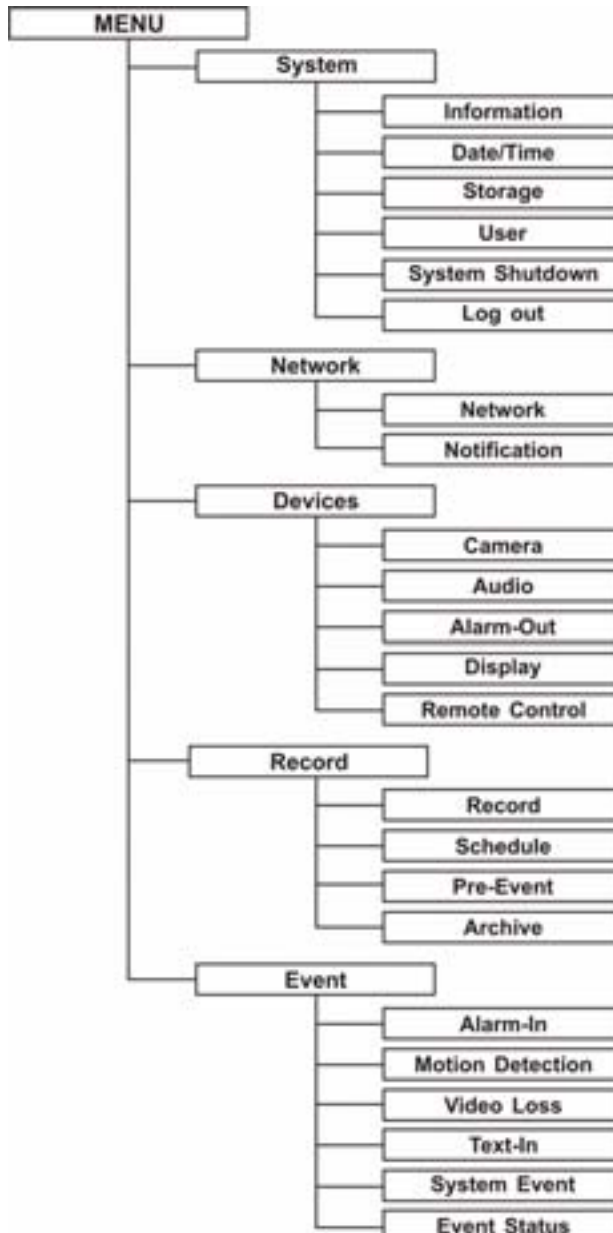 MENU
System
Information
Date/Time
Storage
User
System Shutdown
Log out
Network
Network
Notification
Devices
Camera
Audio
Alarm-Out
Display
Remote Control
Record
Record
Schedule
Pre-Event
Archive
Event
Alarm-In
Motion Detection
Video Loss
Text-In
System Event
Event Status